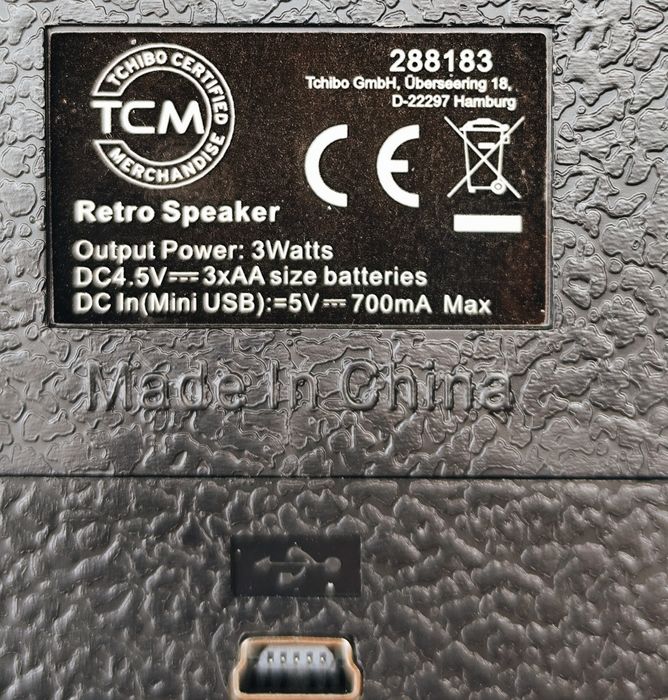 TCHIBO CERTIFIED
TCM
MERCHANDISE
288183
Tchibo GmbH, Überseering 18,
D-22297 Hamburg
CE
Retro Speaker
Output Power: 3Watts
DC4.5V⎓3xAA size batteries
DC In(Mini USB):=5V⎓700mA Max
Made In China